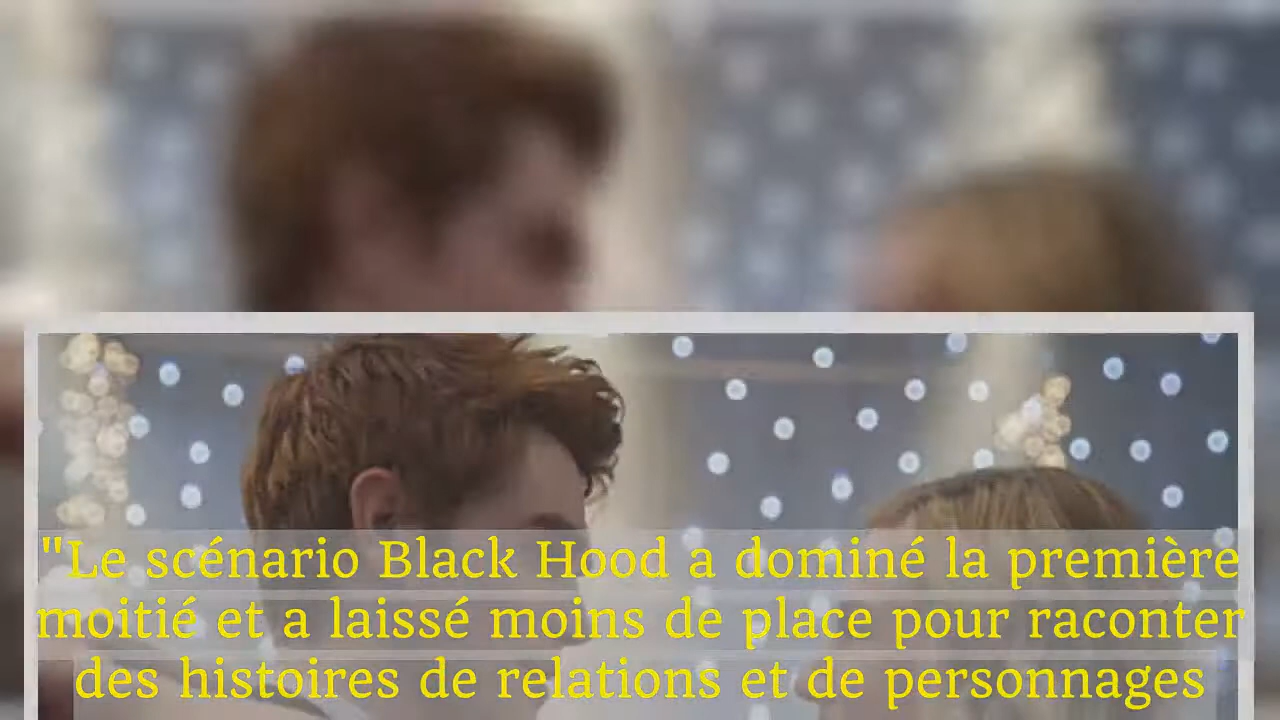 "Le scénario Black Hood a dominé la première
moitié et a laissé moins de place pour raconter
des histoires de relations et de personnages